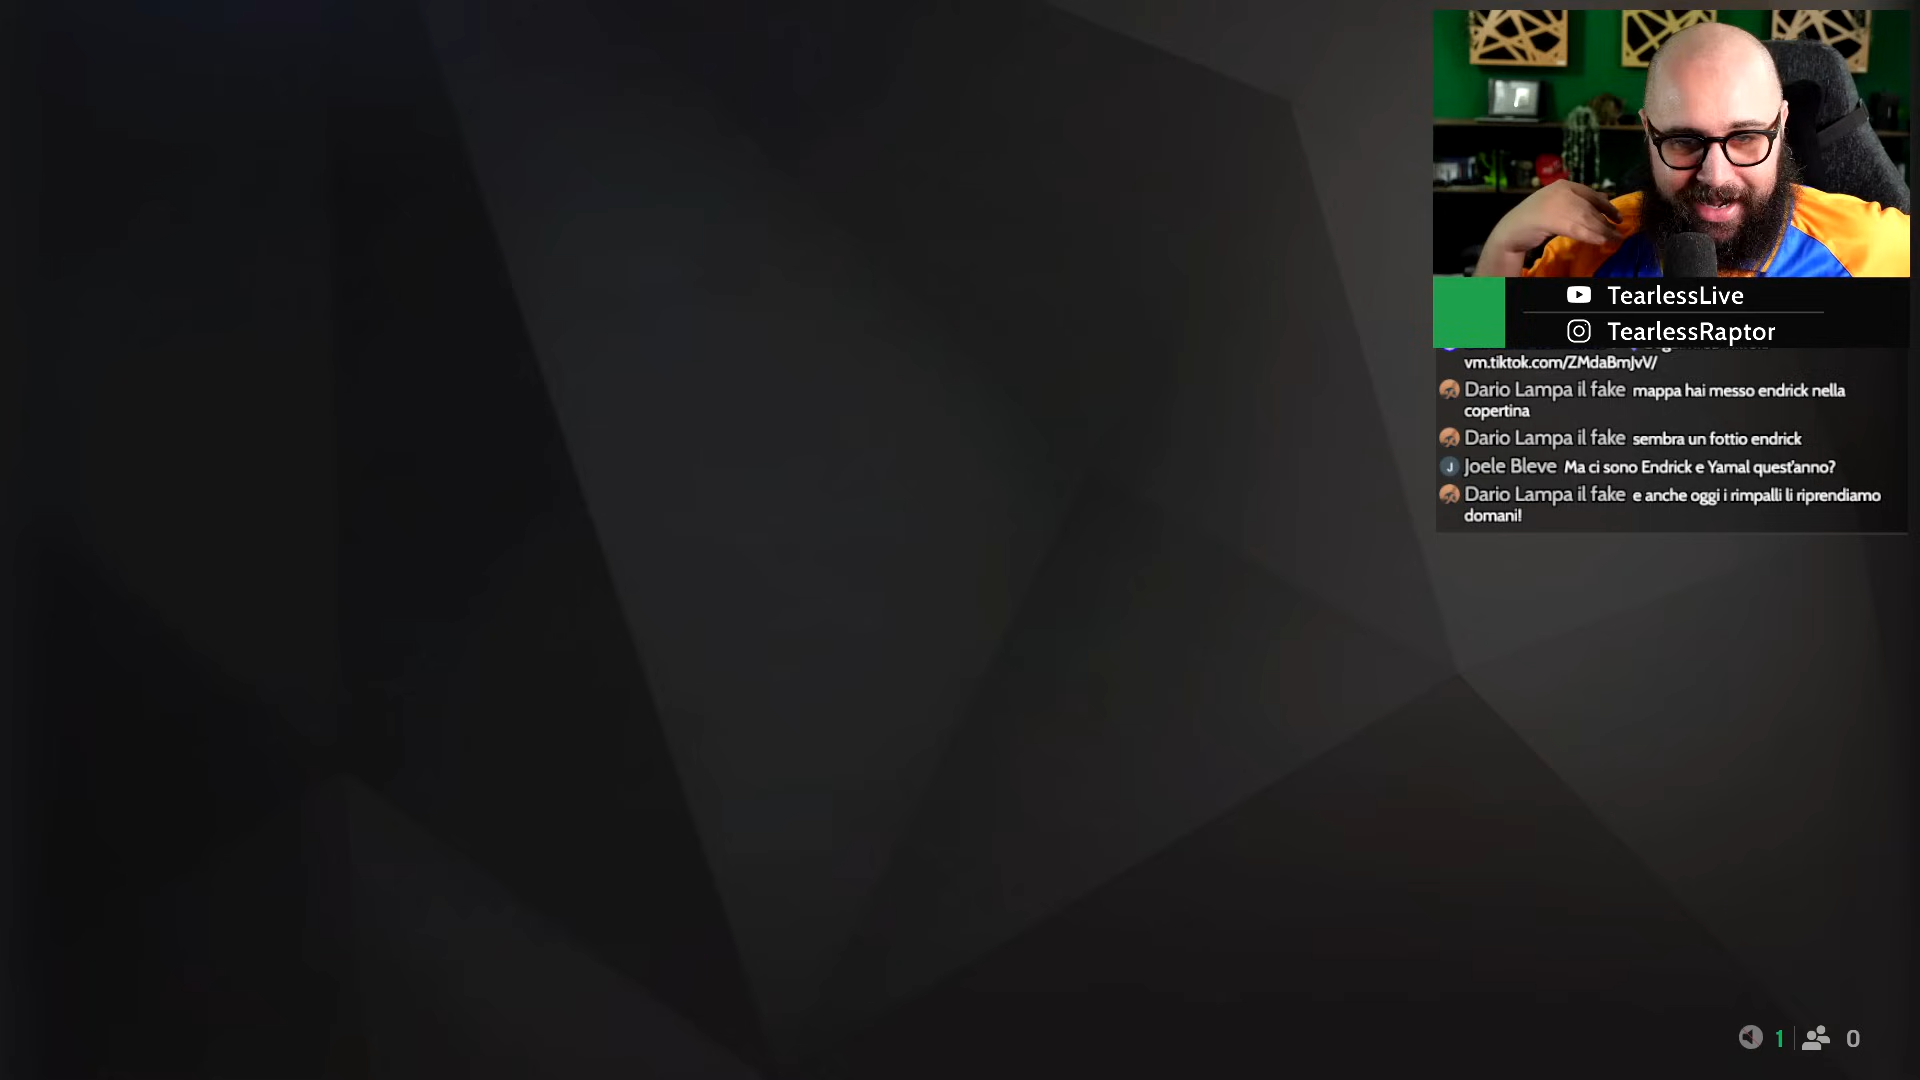 TearlessLive
TearlessRaptor
vm.tiktok.com/ZMdaBmJvV/
Dario Lampa il fake mappa hai messo endrick nella
copertina
Dario Lampa il fake sembra un fottio endrick
J Joele Bleve Ma ci sono Endrick e Yamal quest'anno?
Dario Lampa il fake e anche oggi i rimpalli li riprendiamo
domani!
1 0